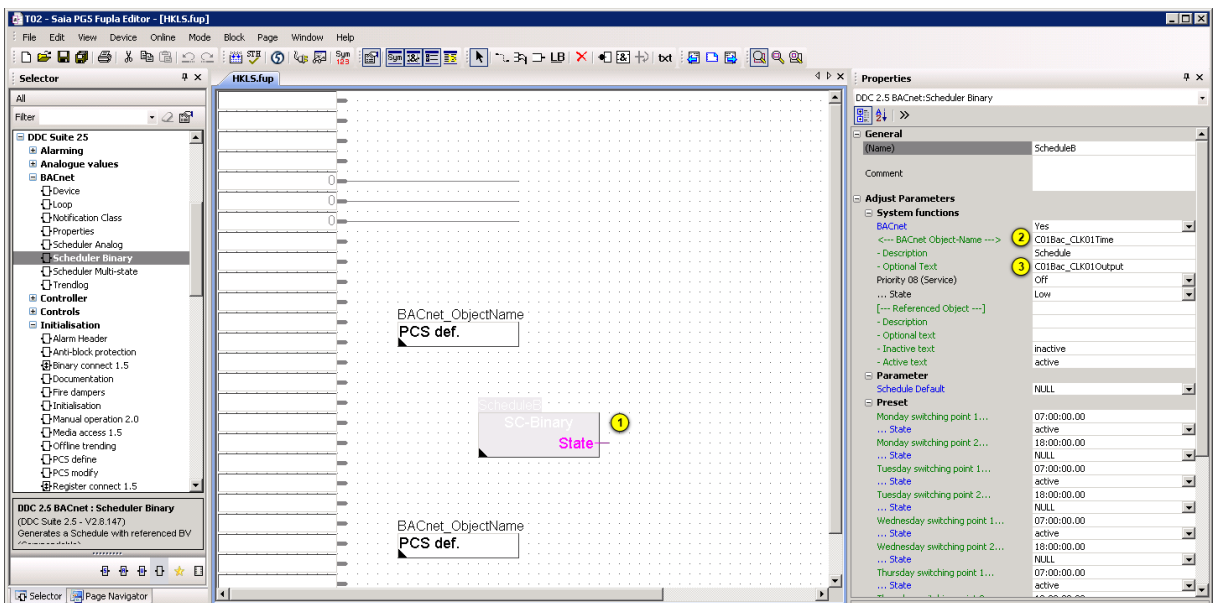 T02 - Saia PG5 Fupla Editor - [HKLS.fup]
File Edit View Device Online Mode Block Page Window Help
STH Sym 123 Sym LB txt
Selector
All
Filter
DDC Suite 25
Alarming
Analogue values
BACnet
Device
Loop
Notification Class
Properties
Scheduler Analog
Scheduler Binary
Scheduler Multi-state
Trendlog
Controller
Controls
Initialisation
Alarm Header
Anti-block protection
Binary connect 1.5
Documentation
Fire dampers
Initialisation
Manual operation 2.0
Media access 1.5
Offline trending
PCS define
PCS modify
Register connect 1.5
DDC 2.5 BACnet : Scheduler Binary
(DDC Suite 2.5 - V2.8.147)
Generates a Schedule with referenced BV
Selector Page Navigator
HKLS.fup
0
0
0
BACnet_ObjectName
PCS def.
ScheduleB
SC-Binary
State
1
BACnet_ObjectName
PCS def.
Properties
DDC 2.5 BACnet:Scheduler Binary
General
(Name) ScheduleB
Comment
Adjust Parameters
System functions
BACnet Yes
<--- BACnet Object-Name ---> 2 C01Bac_CLK01Time
- Description Schedule
- Optional Text 3 C01Bac_CLK01Output
Priority 08 (Service) Off
... State Low
[--- Referenced Object ---]
- Description
- Optional text
- Inactive text inactive
- Active text active
Parameter
Schedule Default NULL
Preset
Monday switching point 1... 07:00:00.00
... State active
Monday switching point 2... 18:00:00.00
... State NULL
Tuesday switching point 1... 07:00:00.00
... State active
Tuesday switching point 2... 18:00:00.00
... State NULL
Wednesday switching point 1... 07:00:00.00
... State active
Wednesday switching point 2... 18:00:00.00
... State NULL
Thursday switching point 1... 07:00:00.00
... State active